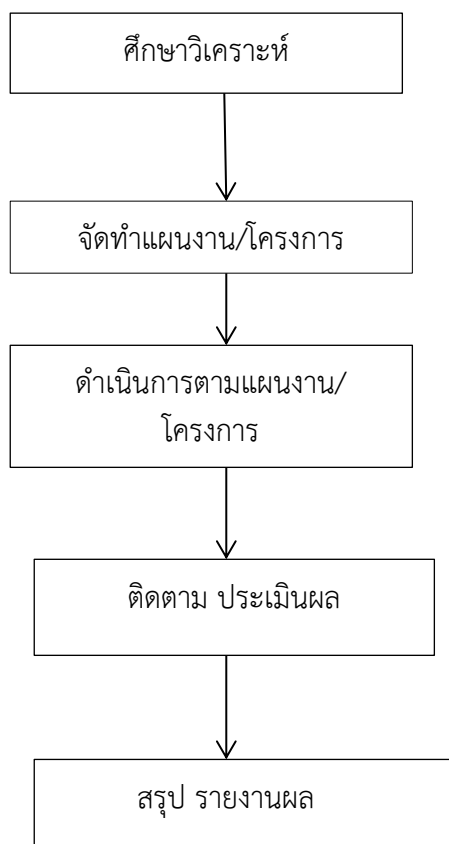 ศึกษาวิเคราะห์
จัดทำแผนงาน/โครงการ
ดำเนินการตามแผนงาน/
โครงการ
ติดตาม ประเมินผล
สรุป รายงานผล